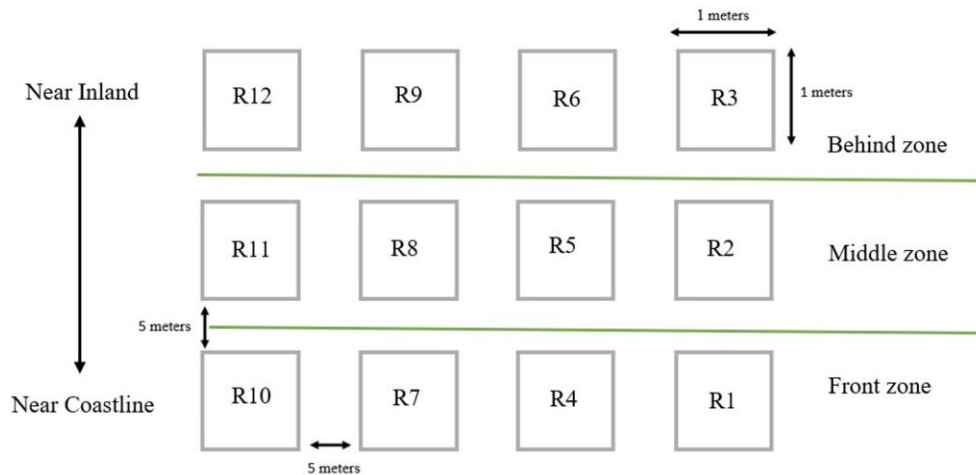 1 meters
Near Inland
R12
R9
R6
R3
1 meters
Behind zone
R11
R8
R5
R2
Middle zone
5 meters
Near Coastline
R10
R7
R4
R1
Front zone
5 meters